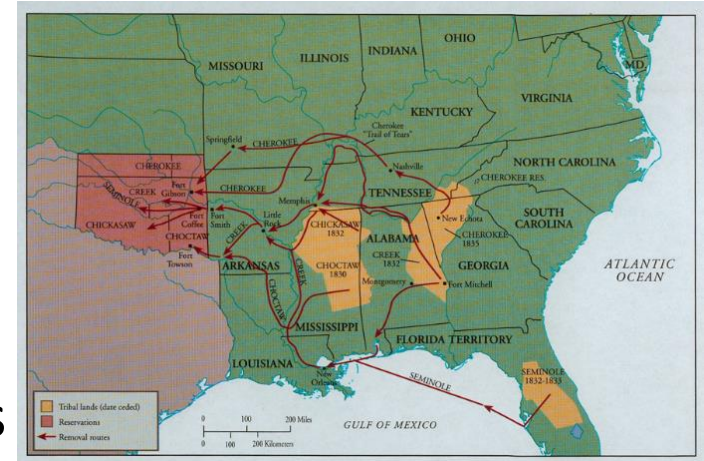 OHIO
INDIANA
ILLINOIS
MISSOURI
MD.
VIRGINIA
KENTUCKY
Cherokee
"Trail of Tears"
Springfield
CHEROKEE
Nashville
NORTH CAROLINA
CHEROKEE
CHEROKEE RES.
Fort
Gibson
CREEK
CHEROKEE
TENNESSEE
SEMINOLE
Memphis
New Echota
SOUTH
CAROLINA
Fort
Coffee
Fort
Smith
Little
Rock
CHICKASAW
CHICKASAW
1832
ALABAMA
CHEROKEE
1835
CHOCTAW
CREEK
CREEK
1832
GEORGIA
ATLANTIC
OCEAN
Fort
Towson
ARKANSAS
CREEK
CHOCTAW
1830
Montgomery
Fort Mitchell
CHOCTAW
MISSISSIPPI
FLORIDA TERRITORY
LOUISIANA
New
Orleans
SEMINOLE
SEMINOLE
1832-1833
Tribal lands (date ceded)
Reservations
Removal routes
0 100 200 Miles
0 100 200 Kilometers
GULF OF MEXICO
s